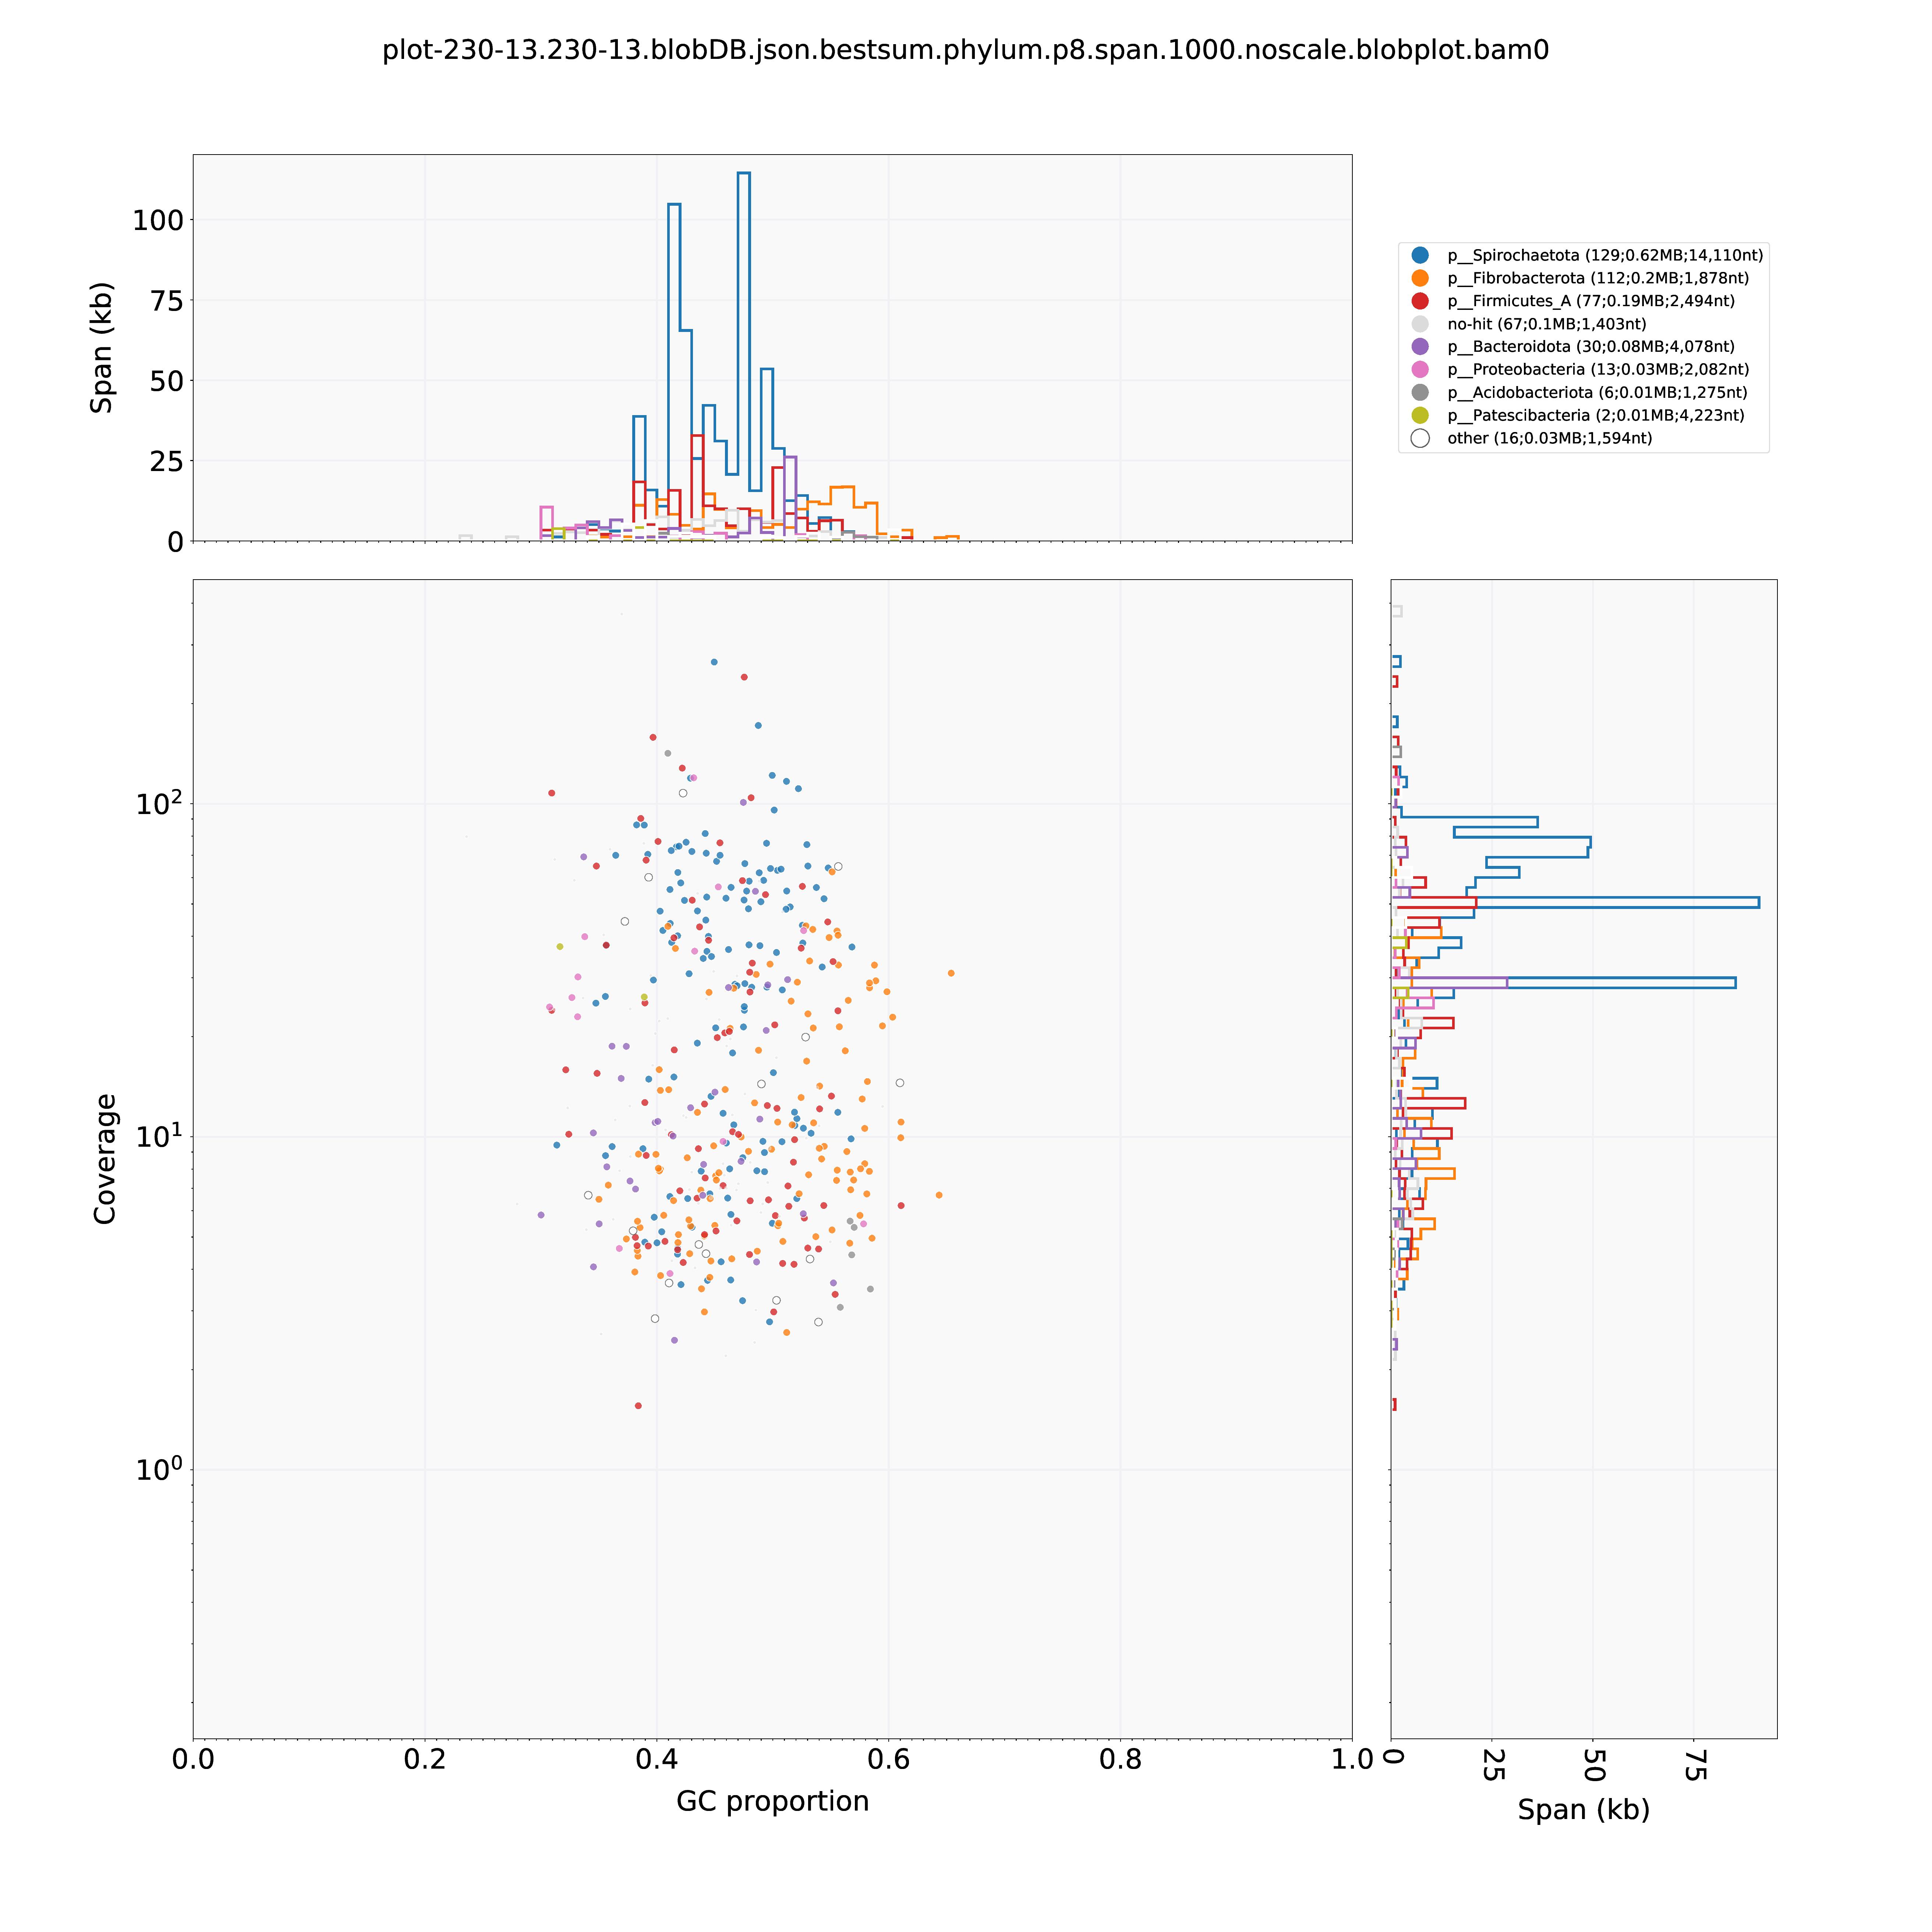 plot-230-13.230-13.blobDB.json.bestsum.phylum.p8.span.1000.noscale.blobplot.bam0
Span (kb)
100
75
50
25
0
p__Spirochaetota (129;0.62MB;14,110nt)
p__Fibrobacterota (112;0.2MB;1,878nt)
p__Firmicutes_A (77;0.19MB;2,494nt)
no-hit (67;0.1MB;1,403nt)
p__Bacteroidota (30;0.08MB;4,078nt)
p__Proteobacteria (13;0.03MB;2,082nt)
p__Acidobacteriota (6;0.01MB;1,275nt)
p__Patescibacteria (2;0.01MB;4,223nt)
other (16;0.03MB;1,594nt)
Coverage
10²
10¹
10⁰
0.0 0.2 0.4 0.6 0.8 1.0
GC proportion
0 25 50 75
Span (kb)